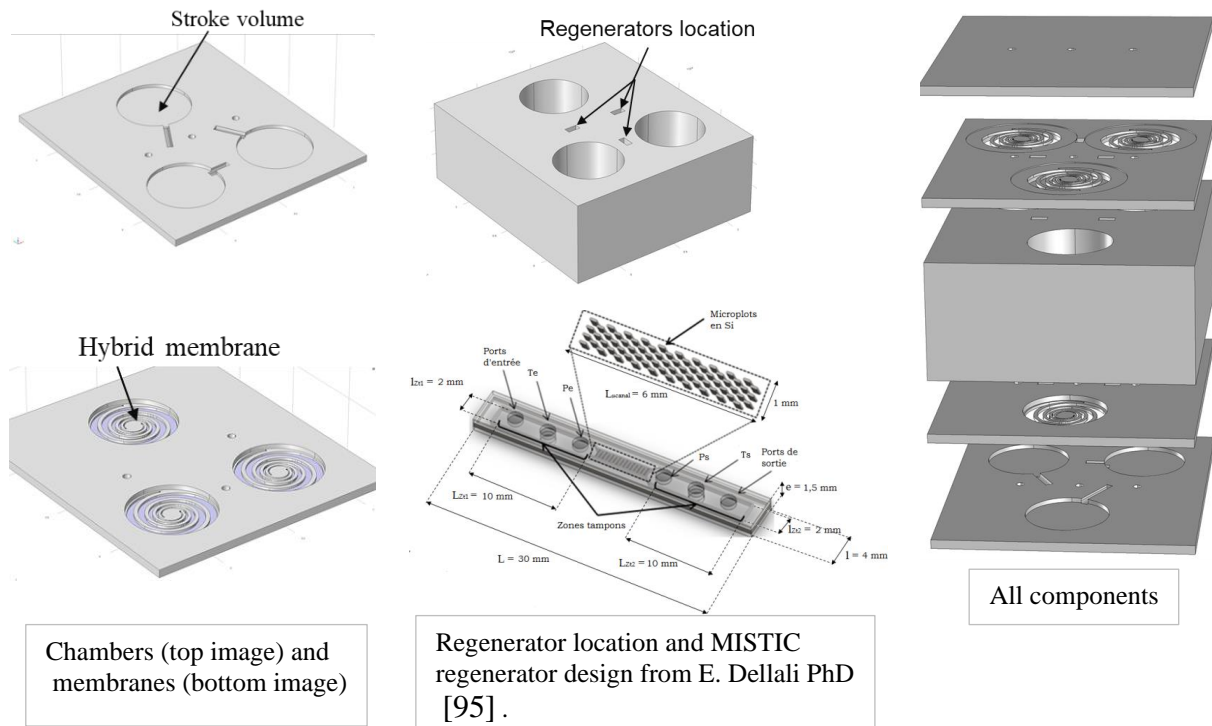 Stroke volume
Hybrid membrane
Chambers (top image) and
membranes (bottom image)
Regenerators location
Microplots
en Si
Ports
d'entrée
Te
Pe
lZt1 = 2 mm
Lμcanal = 6 mm
1 mm
Ps
Ts
Ports de
sortie
e = 1,5 mm
LZt1 = 10 mm
Zones tampons
lZt2 = 2 mm
L = 30 mm
LZt2 = 10 mm
l = 4 mm
Regenerator location and MISTIC
regenerator design from E. Dellali PhD
[95] .
All components